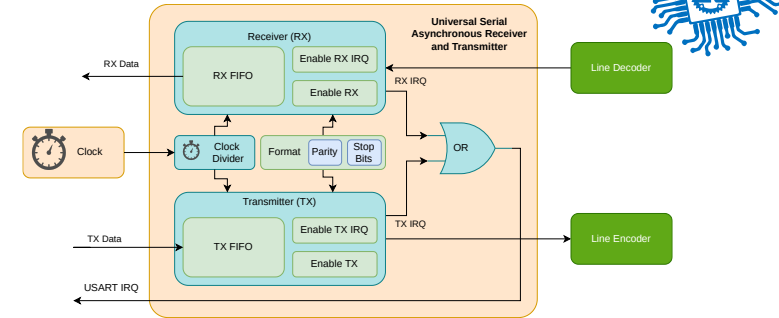 Universal Serial
Asynchronous Receiver
and Transmitter
Receiver (RX)
RX FIFO
Enable RX IRQ
Enable RX
RX Data
RX IRQ
Line Decoder
Clock
Clock
Divider
Format
Parity
Stop
Bits
OR
Transmitter (TX)
TX FIFO
Enable TX IRQ
Enable TX
TX Data
TX IRQ
Line Encoder
USART IRQ